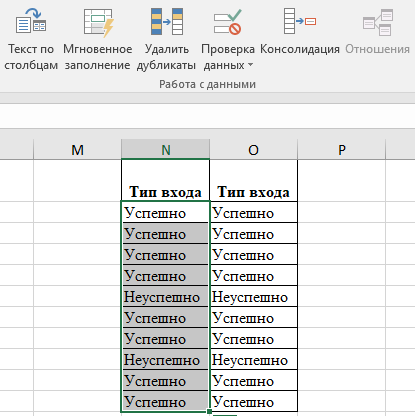 Текст по столбцам
Мгновенное заполнение
Удалить дубликаты
Проверка данных
Консолидация
Отношения
Работа с данными
M N O P
Тип входа Тип входа
Успешно Успешно
Успешно Успешно
Успешно Успешно
Успешно Успешно
Неуспешно Неуспешно
Успешно Успешно
Успешно Успешно
Неуспешно Неуспешно
Успешно Успешно
Успешно Успешно